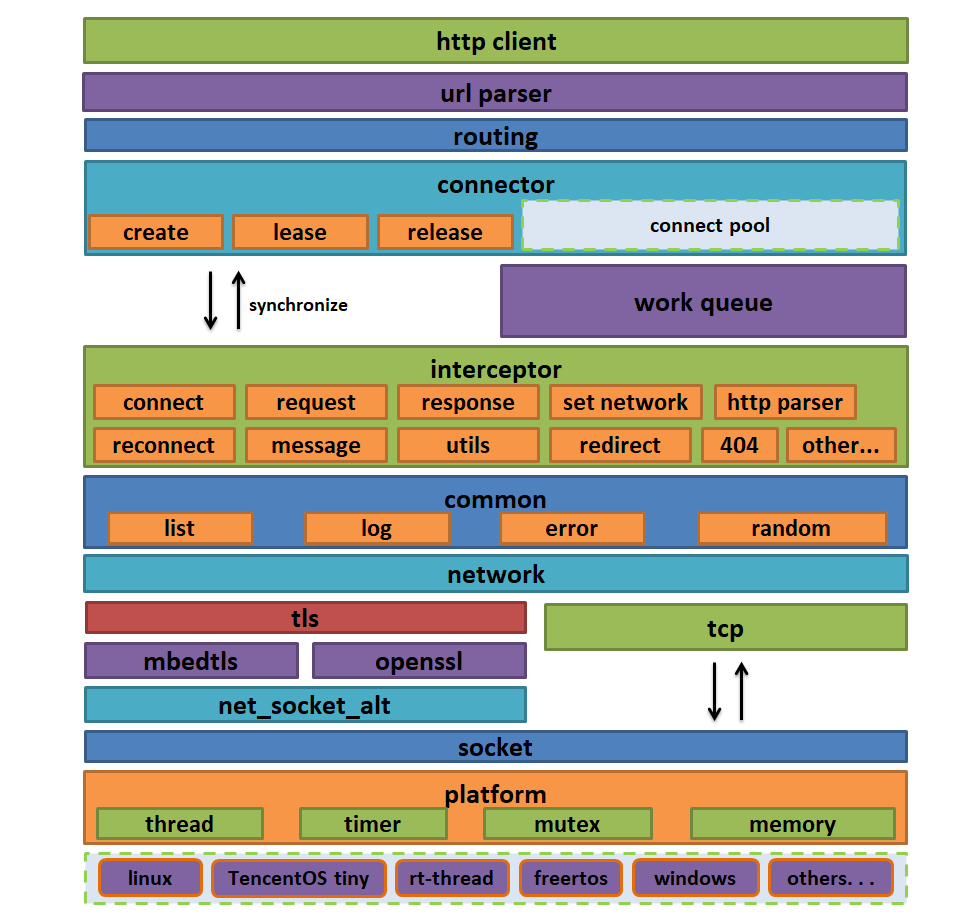 http client
url parser
routing
connector
create lease release connect pool
synchronize
work queue
interceptor
connect request response set network http parser
reconnect message utils redirect 404 other...
common
list log error random
network
tls
tcp
mbedtls openssl
net_socket_alt
socket
platform
thread timer mutex memory
linux TencentOS tiny rt-thread freertos windows others. . .